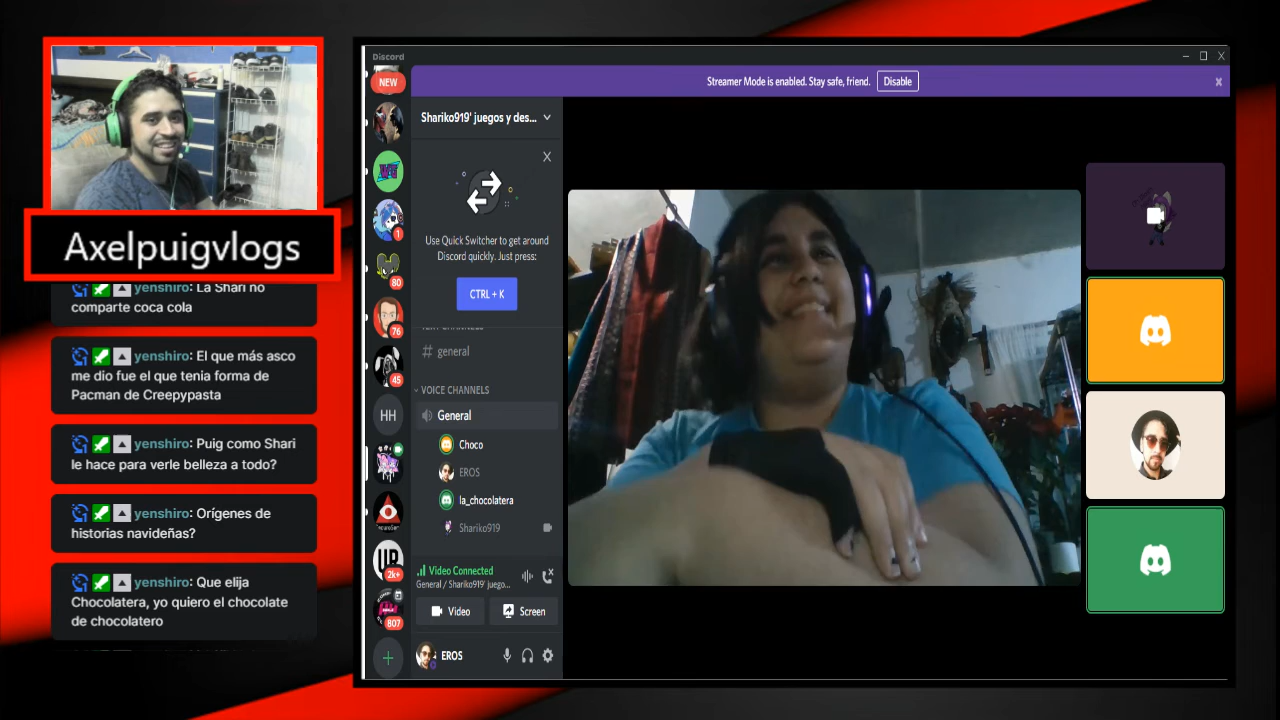 Axelpuigvlogs
yenshiro: La Shari no
comparte coca cola
yenshiro: El que más asco
me dio fue el que tenia forma de
Pacman de Creepypasta
yenshiro: Puig como Shari
le hace para verle belleza a todo?
yenshiro: Orígenes de
historias navideñas?
yenshiro: Que elija
Chocolatera, yo quiero el chocolate
de chocolatero
Discord
NEW
1
80
76
45
HH
UR
2k+
807
Streamer Mode is enabled. Stay safe, friend.
Disable
Shariko919' juegos y des...
Use Quick Switcher to get around
Discord quickly. Just press:
CTRL + K
TEXT CHANNELS
general
VOICE CHANNELS
General
Choco
EROS
la_chocolatera
Shariko919
Video Connected
General / Shariko919' juego...
Video
Screen
EROS